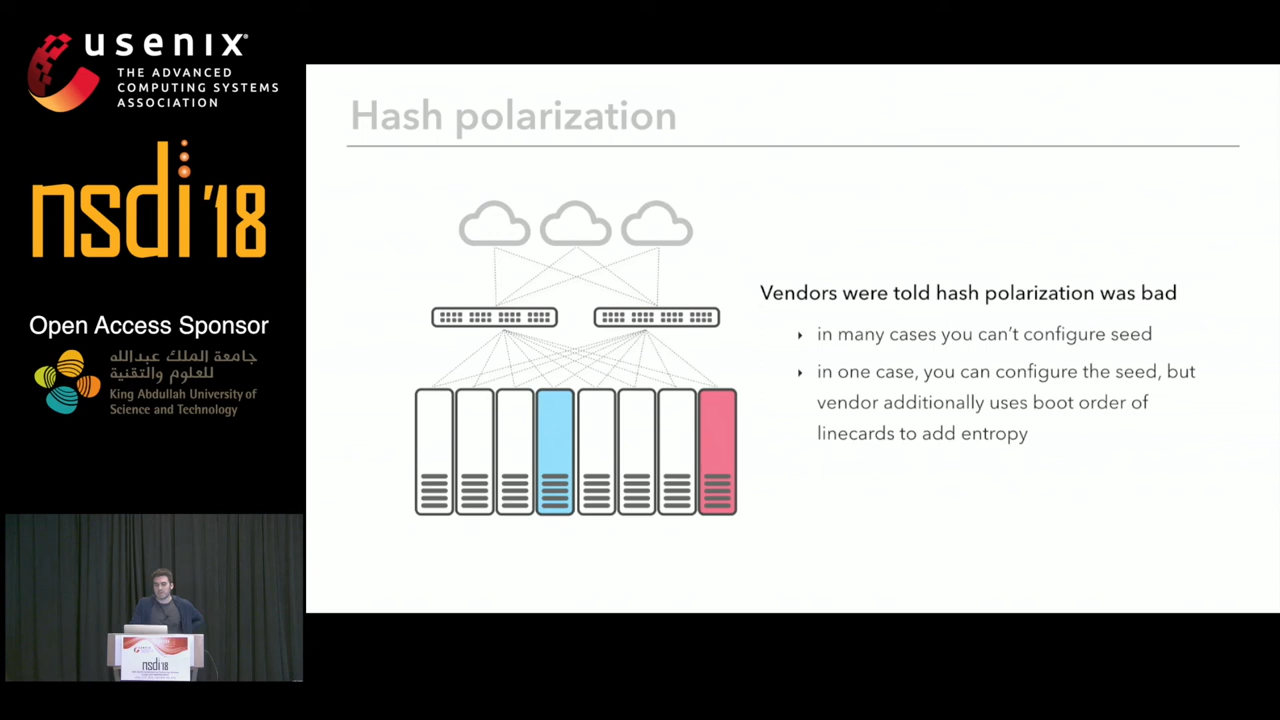 usenix
THE ADVANCED
COMPUTING SYSTEMS
ASSOCIATION
nsdi '18
Open Access Sponsor
جامعة الملك عبدالله
للعلوم والتقنية
King Abdullah University of
Science and Technology
Hash polarization
Vendors were told hash polarization was bad
in many cases you can't configure seed
in one case, you can configure the seed, but
vendor additionally uses boot order of
linecards to add entropy
usenix
nsdi '18